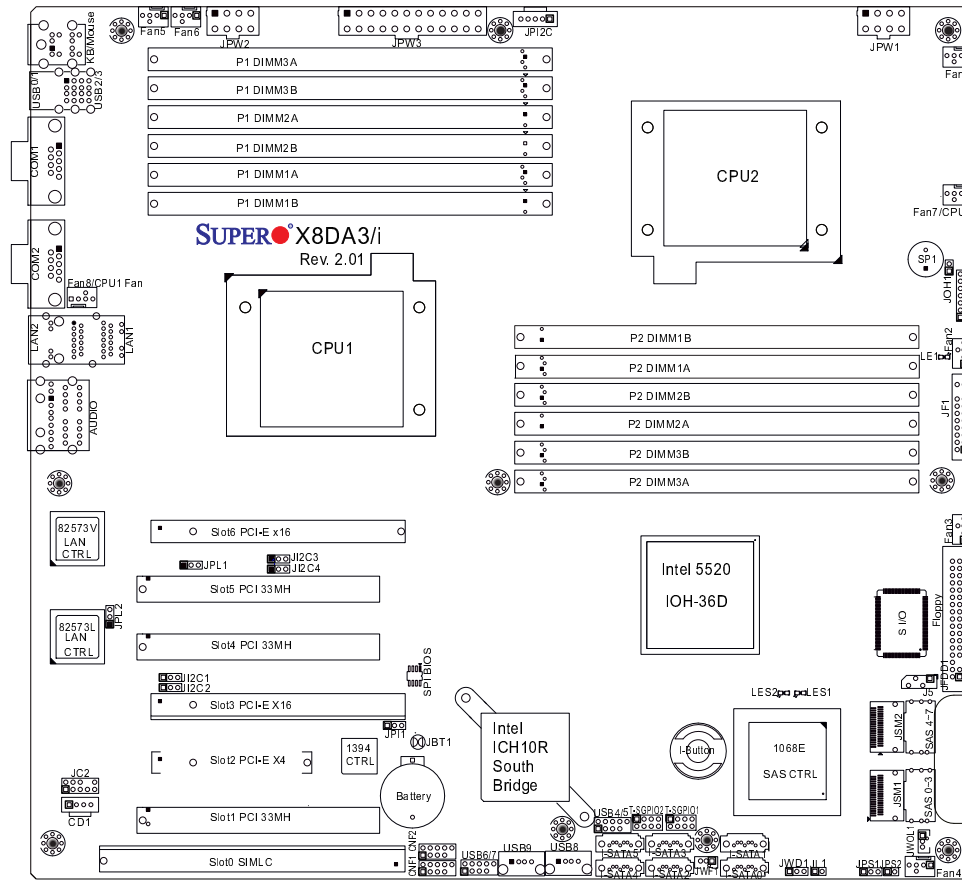 Fan5
Fan6
JPW2
JPW3
JPI2C
JPW1
Fan
KB/Mouse
USB0/1
USB2/3
P1 DIMM3A
P1 DIMM3B
P1 DIMM2A
P1 DIMM2B
P1 DIMM1A
P1 DIMM1B
COM1
COM2
CPU2
Fan7/CPU
SUPER X8DA3/i
Rev. 2.01
SP1
JOH1
Fan8/CPU1 Fan
LAN2
LAN1
CPU1
AUDIO
P2 DIMM1B
P2 DIMM1A
P2 DIMM2B
P2 DIMM2A
P2 DIMM3B
P2 DIMM3A
Fan2
LE1
JF1
82573V
LAN
CTRL
Slot6 PCI-E x16
JPL1
JI2C3
JI2C4
Slot5 PCI 33MH
Intel 5520
IOH-36D
Fan3
Floppy
S I/O
JPL2
82573L
LAN
CTRL
Slot4 PCI 33MH
SPI BIOS
JI2C1
JI2C2
Slot3 PCI-E X16
JPI1
JBT1
JFDD1
J5
LES2
LES1
Intel
ICH10R
South
Bridge
I-Button
1068E
SAS CTRL
JSM2
SAS 4-7
JSM1
SAS 0-3
Slot2 PCI-E X4
1394
CTRL
Battery
JC2
CD1
Slot1 PCI 33MH
Slot0 SIMLC
CNF2
CNF1
USB6/7
USB9
USB8
USB4/5
T-SGPIO2
T-SGPIO1
I-SATA5
I-SATA3
I-SATA
I-SATA4
I-SATA2
I-SATA0
JWF1
JWD1
JL1
JPS1
JPS2
JWOL1
Fan4